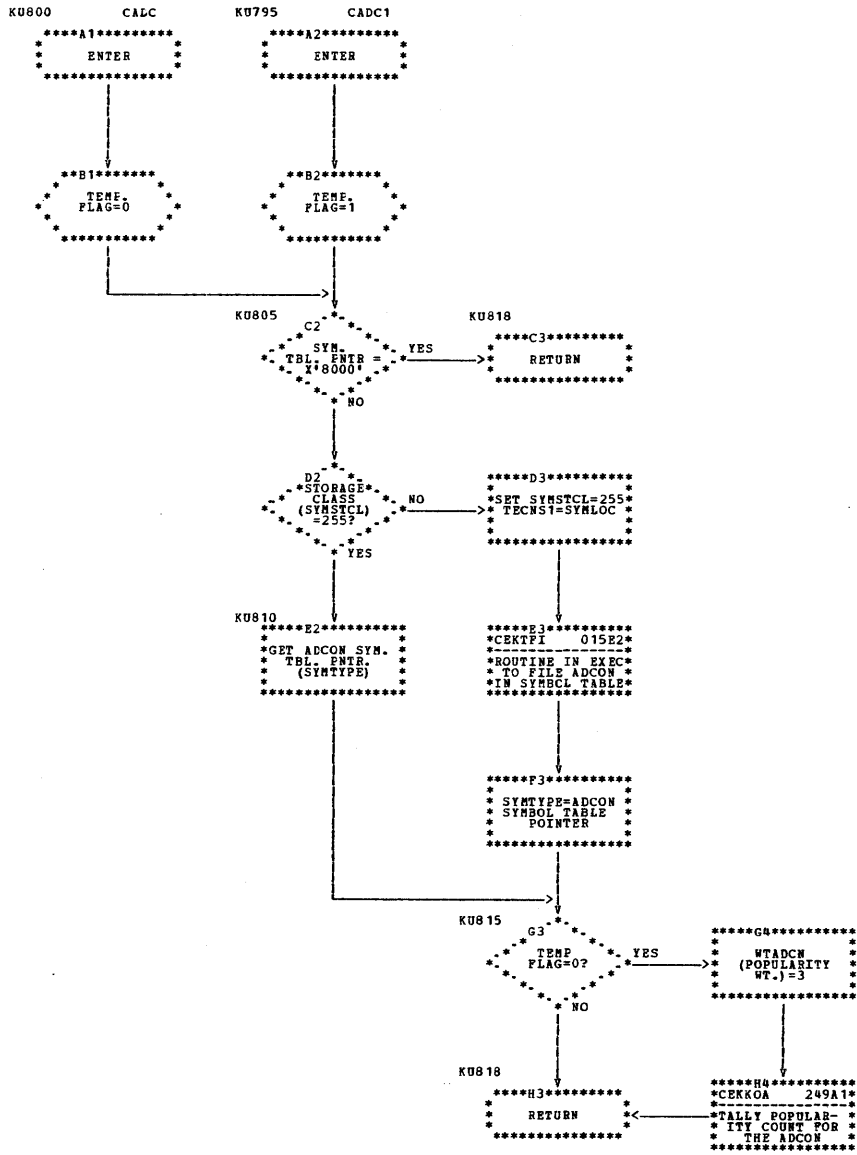 KU800 CALC KU795 CADC1
A1 A2
ENTER ENTER
B1 B2
TEMP. TEMP.
FLAG=0 FLAG=1
KU805 KU818
C2 C3
SYM.
TBL. PNTR = YES RETURN
X'8000'
NO
D2 D3
STORAGE
CLASS NO SET SYMSTCL=255
(SYMSTCL) TECNS1=SYMLOC
=255?
YES
KU810
E2 E3
CEKTPI 015E2
GET ADCON SYM.
TBL. PNTR. ROUTINE IN EXEC
(SYMTYPE) TO FILE ADCON
IN SYMBCL TABLE
F3
SYMTYPE=ADCON
SYMBOL TABLE
POINTER
KU815
G3 G4
TEMP YES WTADCN
FLAG=0? (POPULARITY
WT.)=3
NO
KU818
H3 H4
CEKKOA 249A1
RETURN TALLY POPULAR-
ITY COUNT FOR
THE ADCON